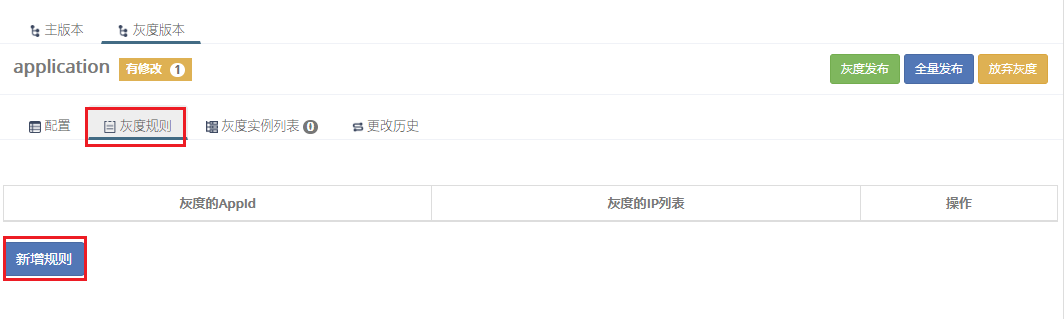 主版本 灰度版本
application 有修改 1 灰度发布 全量发布 放弃灰度
配置 灰度规则 灰度实例列表 0 更改历史
灰度的AppId 灰度的IP列表 操作
新增规则